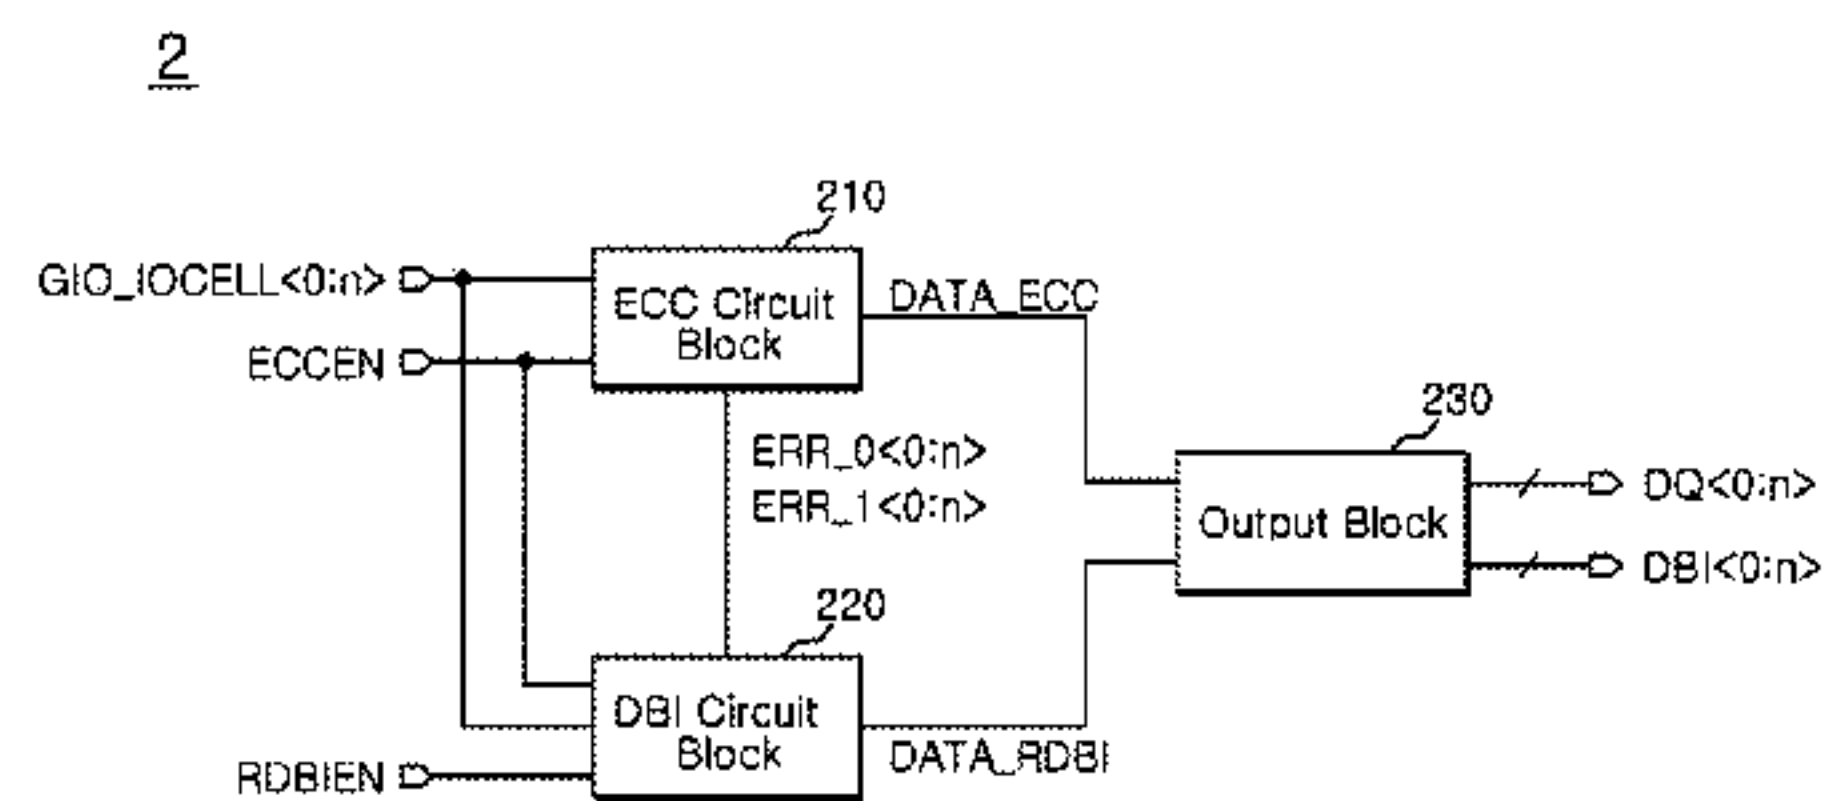 2
210
GIO_IOCELL<0:n>
ECC Circuit
Block
DATA_ECC
ECCEN
230
ERR_0<0:n>
ERR_1<0:n>
DQ<0:n>
Output Block
DBI<0:n>
220
DBI Circuit
Block
DATA_RDBI
RDBIEN